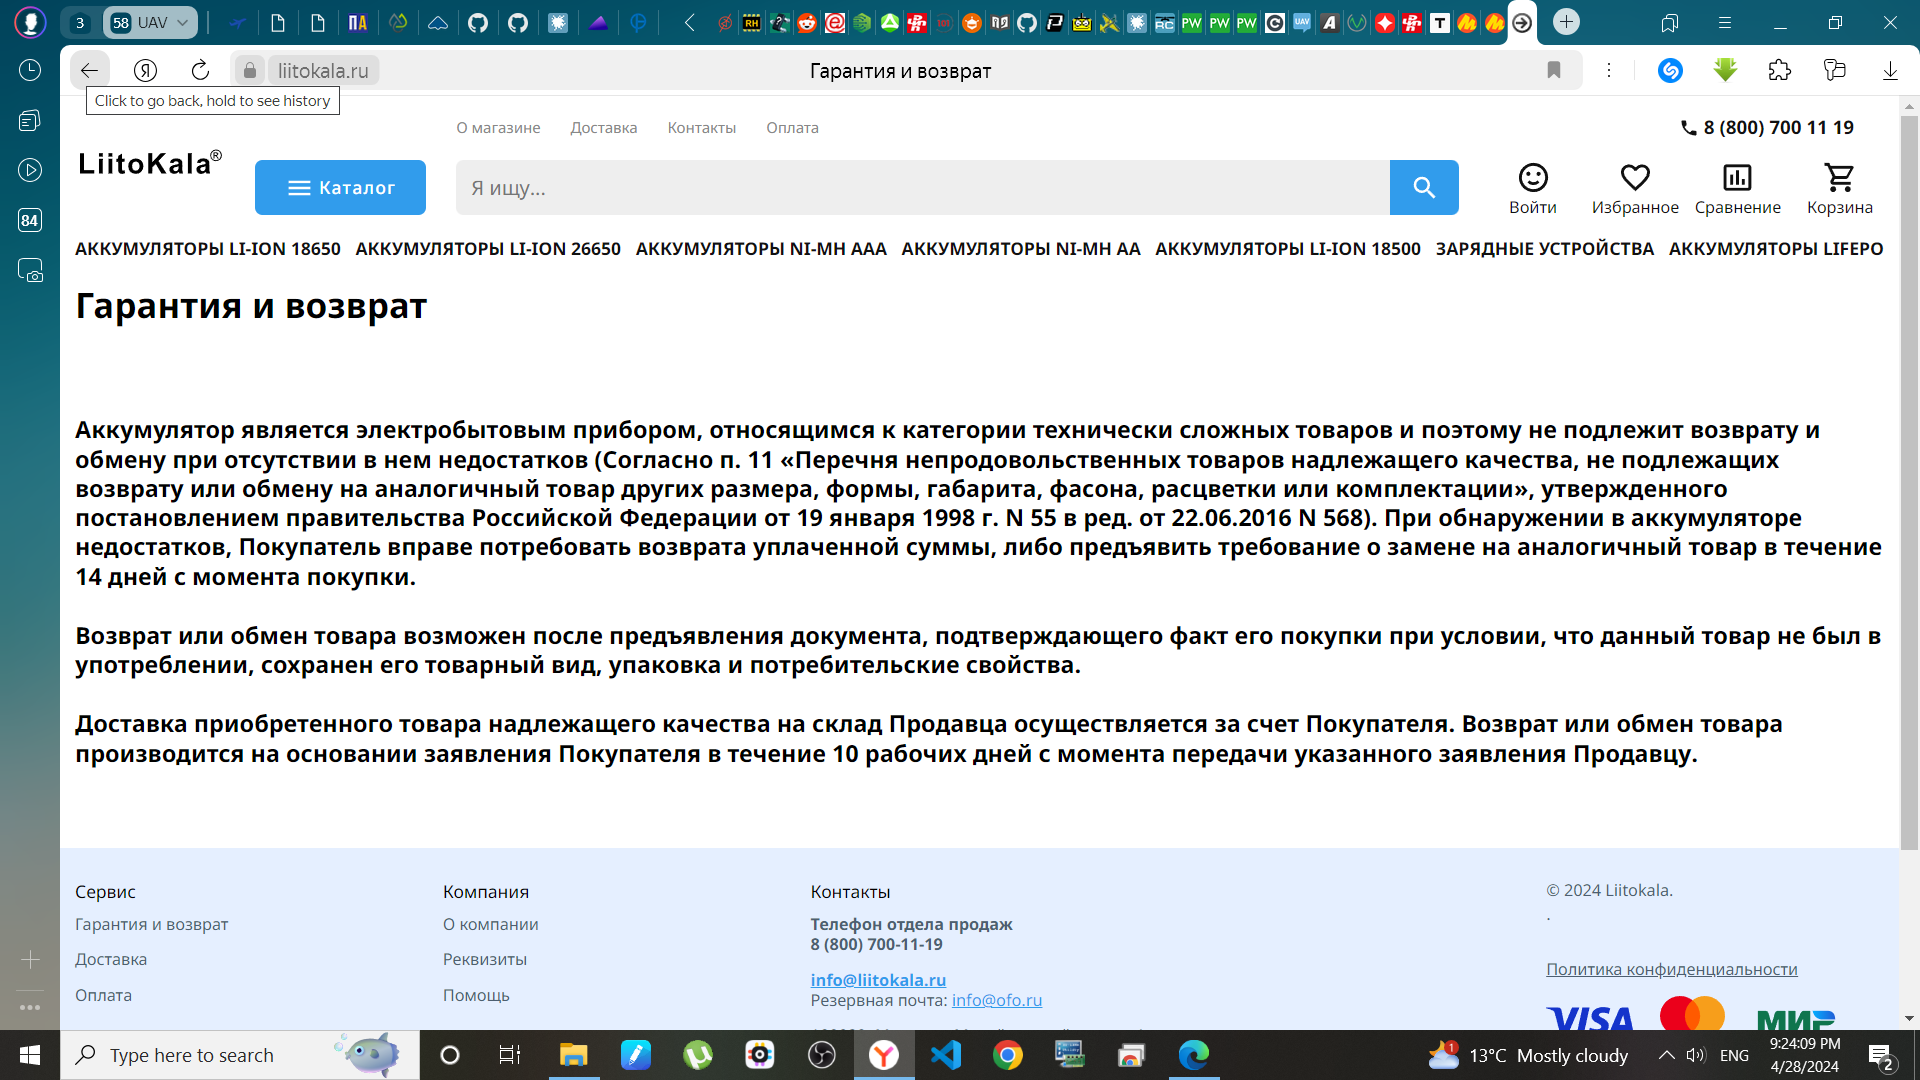 3
58 UAV
liitokala.ru
Гарантия и возврат
Click to go back, hold to see history
84
О магазине Доставка Контакты Оплата
8 (800) 700 11 19
LiitoKala®
Каталог
Я ищу...
Войти Избранное Сравнение Корзина
АККУМУЛЯТОРЫ LI-ION 18650 АККУМУЛЯТОРЫ LI-ION 26650 АККУМУЛЯТОРЫ NI-MH AAA АККУМУЛЯТОРЫ NI-MH AA АККУМУЛЯТОРЫ LI-ION 18500 ЗАРЯДНЫЕ УСТРОЙСТВА АККУМУЛЯТОРЫ LIFEPO
Гарантия и возврат
Аккумулятор является электробытовым прибором, относящимся к категории технически сложных товаров и поэтому не подлежит возврату и
обмену при отсутствии в нем недостатков (Согласно п. 11 «Перечня непродовольственных товаров надлежащего качества, не подлежащих
возврату или обмену на аналогичный товар других размера, формы, габарита, фасона, расцветки или комплектации», утвержденного
постановлением правительства Российской Федерации от 19 января 1998 г. N 55 в ред. от 22.06.2016 N 568). При обнаружении в аккумуляторе
недостатков, Покупатель вправе потребовать возврата уплаченной суммы, либо предъявить требование о замене на аналогичный товар в течение
14 дней с момента покупки.
Возврат или обмен товара возможен после предъявления документа, подтверждающего факт его покупки при условии, что данный товар не был в
употреблении, сохранен его товарный вид, упаковка и потребительские свойства.
Доставка приобретенного товара надлежащего качества на склад Продавца осуществляется за счет Покупателя. Возврат или обмен товара
производится на основании заявления Покупателя в течение 10 рабочих дней с момента передачи указанного заявления Продавцу.
Сервис
Гарантия и возврат
Доставка
Оплата
Компания
О компании
Реквизиты
Помощь
Контакты
Телефон отдела продаж
8 (800) 700-11-19
info@liitokala.ru
Резервная почта: info@ofo.ru
© 2024 Liitokala.
.
Политика конфиденциальности
VISA
МИР
Type here to search
13°C Mostly cloudy
ENG
9:24:09 PM
4/28/2024
2